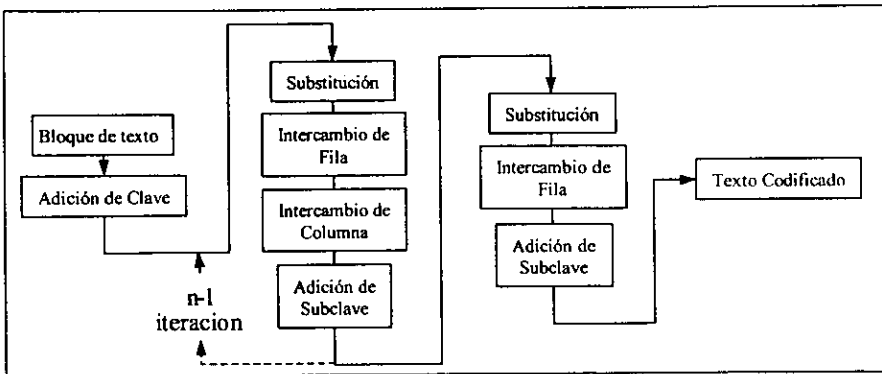 Bloque de texto
Adición de Clave
n-1
iteracion
Substitución
Intercambio de
Fila
Intercambio de
Columna
Adición de
Subclave
Substitución
Intercambio de
Fila
Adición de
Subclave
Texto Codificado